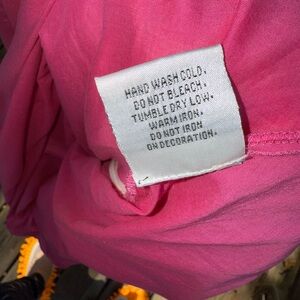 HAND WASH COLD.
DO NOT BLEACH.
TUMBLE DRY LOW.
WARM IRON.
DO NOT IRON
ON DECORATION.